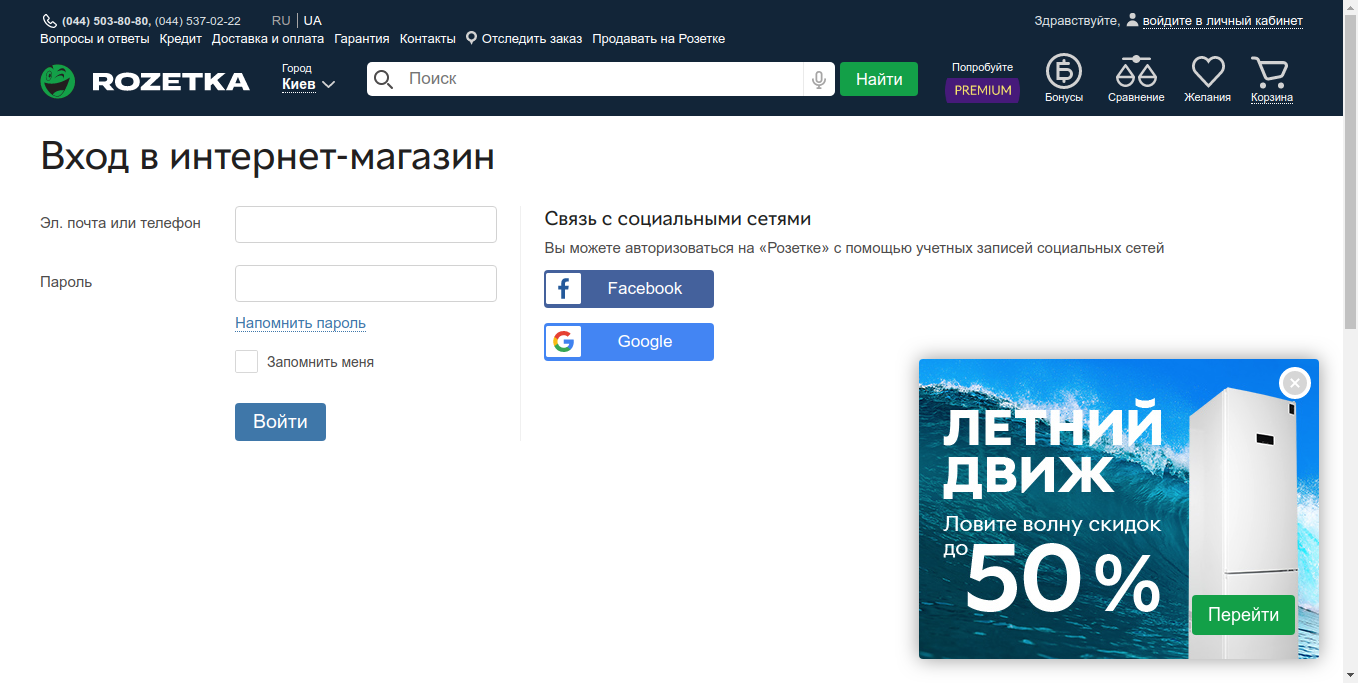 (044) 503-80-80, (044) 537-02-22 RU UA
Здравствуйте, войдите в личный кабинет
Вопросы и ответы Кредит Доставка и оплата Гарантия Контакты Отследить заказ Продавать на Розетке
ROZETKA
Город
Киев
Поиск
Найти
Попробуйте
PREMIUM
Бонусы
Сравнение
Желания
Корзина
Вход в интернет-магазин
Эл. почта или телефон
Пароль
Напомнить пароль
Запомнить меня
Войти
Связь с социальными сетями
Вы можете авторизоваться на «Розетке» с помощью учетных записей социальных сетей
Facebook
Google
ЛЕТНИЙ
ДВИЖ
Ловите волну скидок
до 50%
Перейти